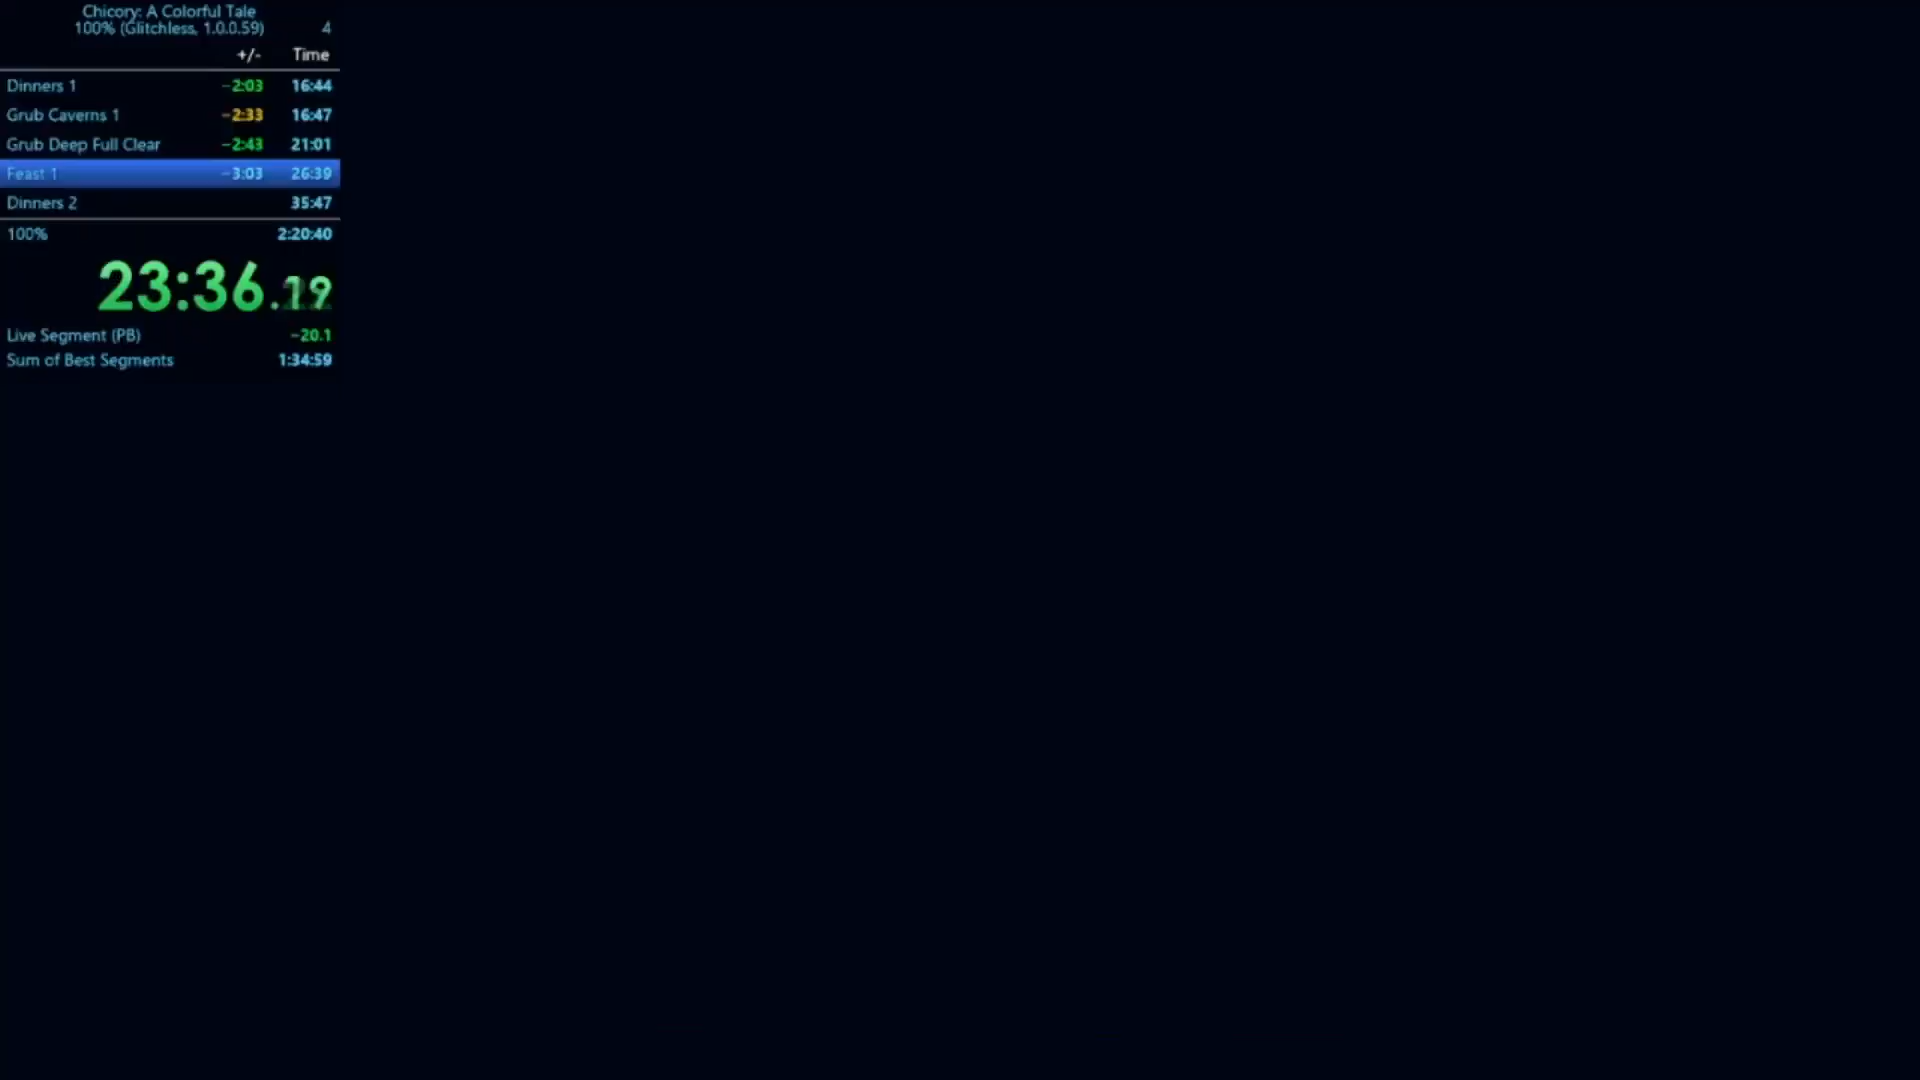 Chicory: A Colorful Tale
100% (Glitchless, 1.0.0.59) 4
+/- Time
Dinners 1 -2:03 16:44
Grub Caverns 1 -2:33 16:47
Grub Deep Full Clear -2:43 21:01
Feast 1 -3:03 26:39
Dinners 2 35:47
100% 2:20:40
23:36.19
Live Segment (PB) -20.1
Sum of Best Segments 1:34:59